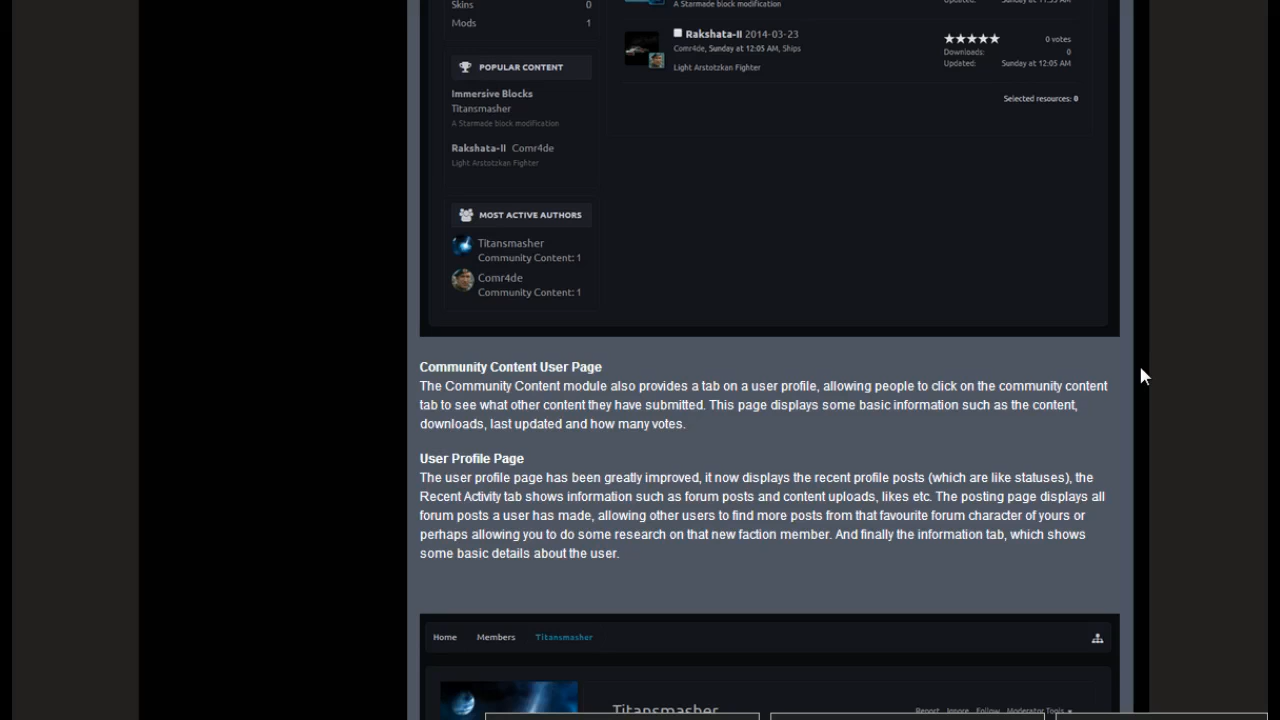 Skins 0
Mods 1
POPULAR CONTENT
Immersive Blocks
Titansmasher
A Starmade block modification
Rakshata-II Comr4de
Light Arstotzkan Fighter
MOST ACTIVE AUTHORS
Titansmasher
Community Content: 1
Comr4de
Community Content: 1
A Starmade block modification
Updated: Sunday at 11:55 AM
Rakshata-II 2014-03-23
Comr4de, Sunday at 12:05 AM, Ships
Light Arstotzkan Fighter
0 votes
Downloads: 0
Updated: Sunday at 12:05 AM
Selected resources: 0
Community Content User Page
The Community Content module also provides a tab on a user profile, allowing people to click on the community content
tab to see what other content they have submitted. This page displays some basic information such as the content,
downloads, last updated and how many votes.
User Profile Page
The user profile page has been greatly improved, it now displays the recent profile posts (which are like statuses), the
Recent Activity tab shows information such as forum posts and content uploads, likes etc. The posting page displays all
forum posts a user has made, allowing other users to find more posts from that favourite forum character of yours or
perhaps allowing you to do some research on that new faction member. And finally the information tab, which shows
some basic details about the user.
Home Members Titansmasher
Titansmasher
Report Ignore Follow Moderator Tools